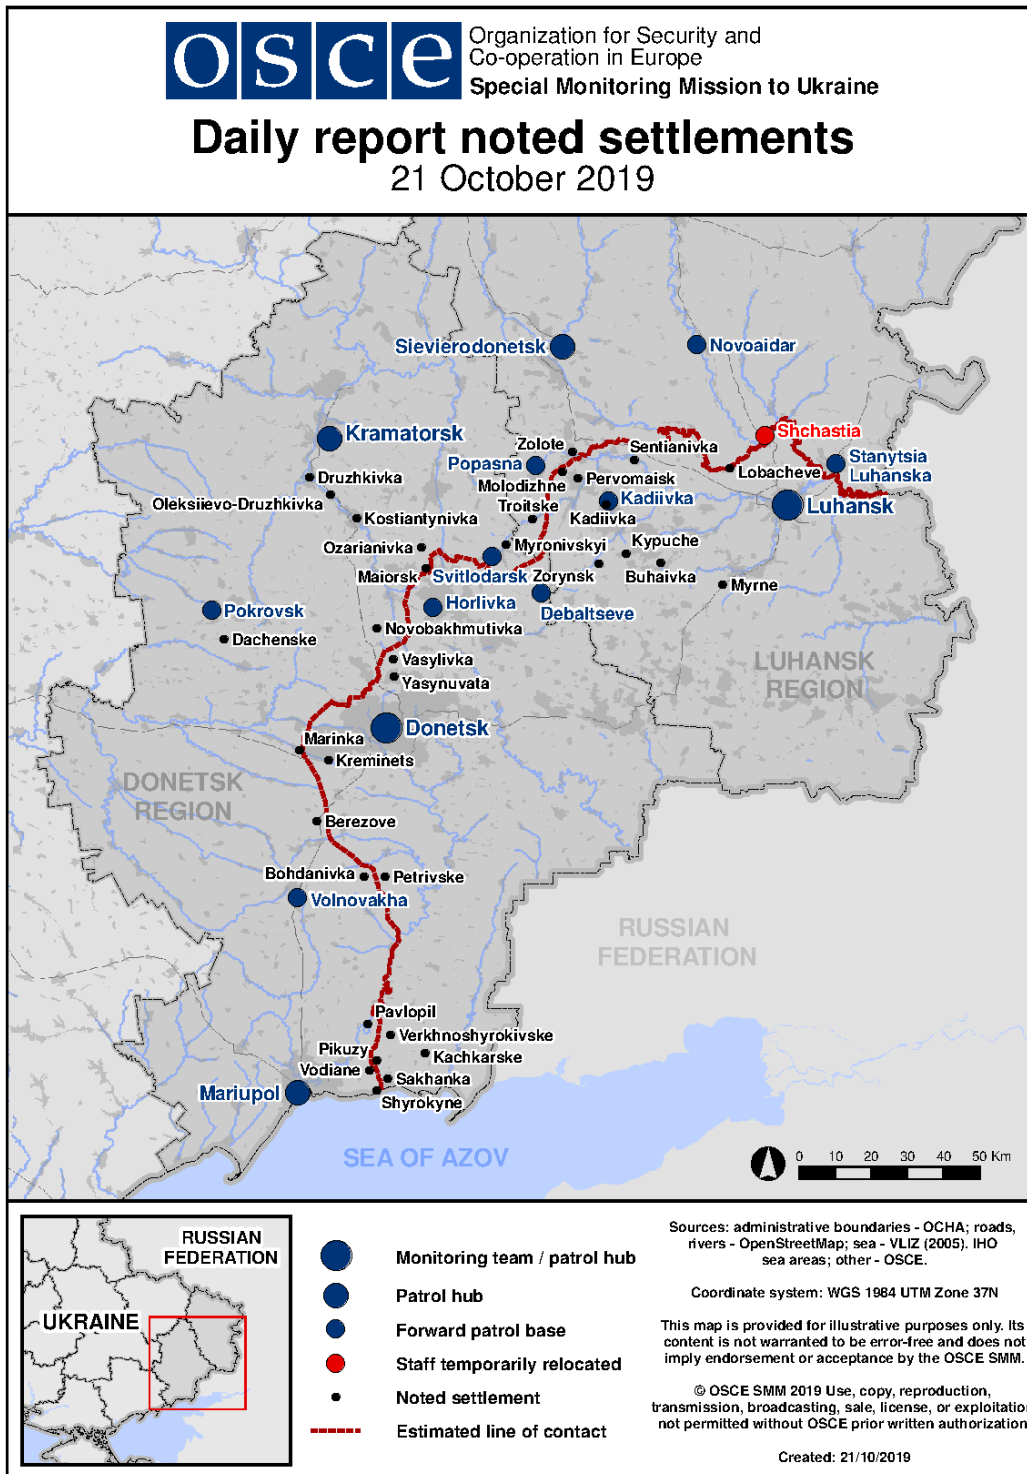 osce
Organization for Security and
Co-operation in Europe
Special Monitoring Mission to Ukraine
Daily report noted settlements
21 October 2019
Sievierodonetsk
Novoaidar
Kramatorsk
Shchastia
Zolote
Sentianivka
Popasna
Stanytsia
Luhanska
Druzhkivka
Molodizhne
Pervomaisk
Lobacheve
Oleksiievo-Druzhkivka
Kadiivka
Troitske
Luhansk
Kostiantynivka
Kadiivka
Ozarianivka
Myronivskyi
Kypuche
Maiorsk
Svitlodarsk
Zorynsk
Buhaivka
Myrne
Pokrovsk
Horlivka
Debaltseve
Dachenske
Novobakhmutivka
Vasylivka
LUHANSK
REGION
Yasynuvata
Donetsk
Marinka
Kreminets
DONETSK
REGION
Berezove
Bohdanivka
Petrivske
Volnovakha
RUSSIAN
FEDERATION
Pavlopil
Verkhnoshyrokivske
Pikuzy
Kachkarske
Vodiane
Sakhanka
Mariupol
Shyrokyne
SEA OF AZOV
0 10 20 30 40 50 Km
RUSSIAN
FEDERATION
UKRAINE
Monitoring team / patrol hub
Patrol hub
Forward patrol base
Staff temporarily relocated
Noted settlement
Estimated line of contact
Sources: administrative boundaries - OCHA; roads,
rivers - OpenStreetMap; sea - VLIZ (2005). IHO
sea areas; other - OSCE.
Coordinate system: WGS 1984 UTM Zone 37N
This map is provided for illustrative purposes only. Its
content is not warranted to be error-free and does not
imply endorsement or acceptance by the OSCE SMM.
© OSCE SMM 2019 Use, copy, reproduction,
transmission, broadcasting, sale, license, or exploitation
not permitted without OSCE prior written authorization
Created: 21/10/2019